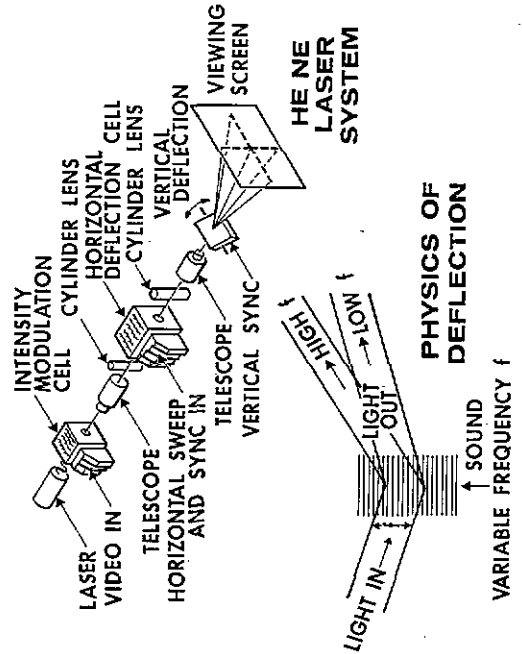 INTENSITY
MODULATION
CELL
CYLINDER LENS
HORIZONTAL
DEFLECTION CELL
CYLINDER LENS
VERTICAL
DEFLECTION
VIEWING
SCREEN
LASER
VIDEO IN
TELESCOPE
HORIZONTAL SWEEP
AND SYNC IN
TELESCOPE
VERTICAL SYNC
HE NE
LASER
SYSTEM
LIGHT IN
LIGHT
OUT
HIGH f
LOW f
SOUND
VARIABLE FREQUENCY f
PHYSICS OF
DEFLECTION